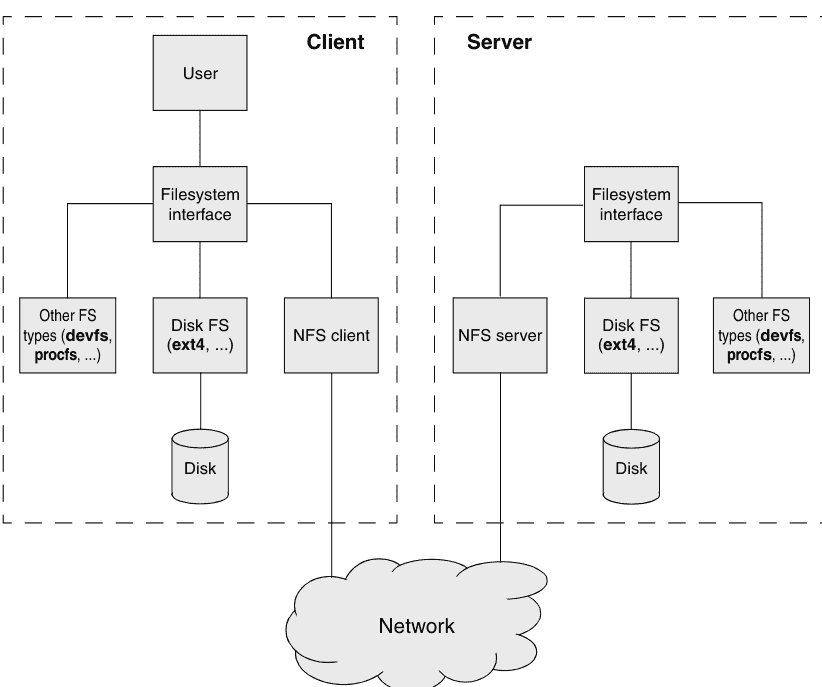 Client
Server
User
Filesystem
interface
Filesystem
interface
Other FS
types (devfs,
procfs, ...)
Disk FS
(ext4, ...)
NFS client
NFS server
Disk FS
(ext4, ...)
Other FS
types (devfs,
procfs, ...)
Disk
Disk
Network